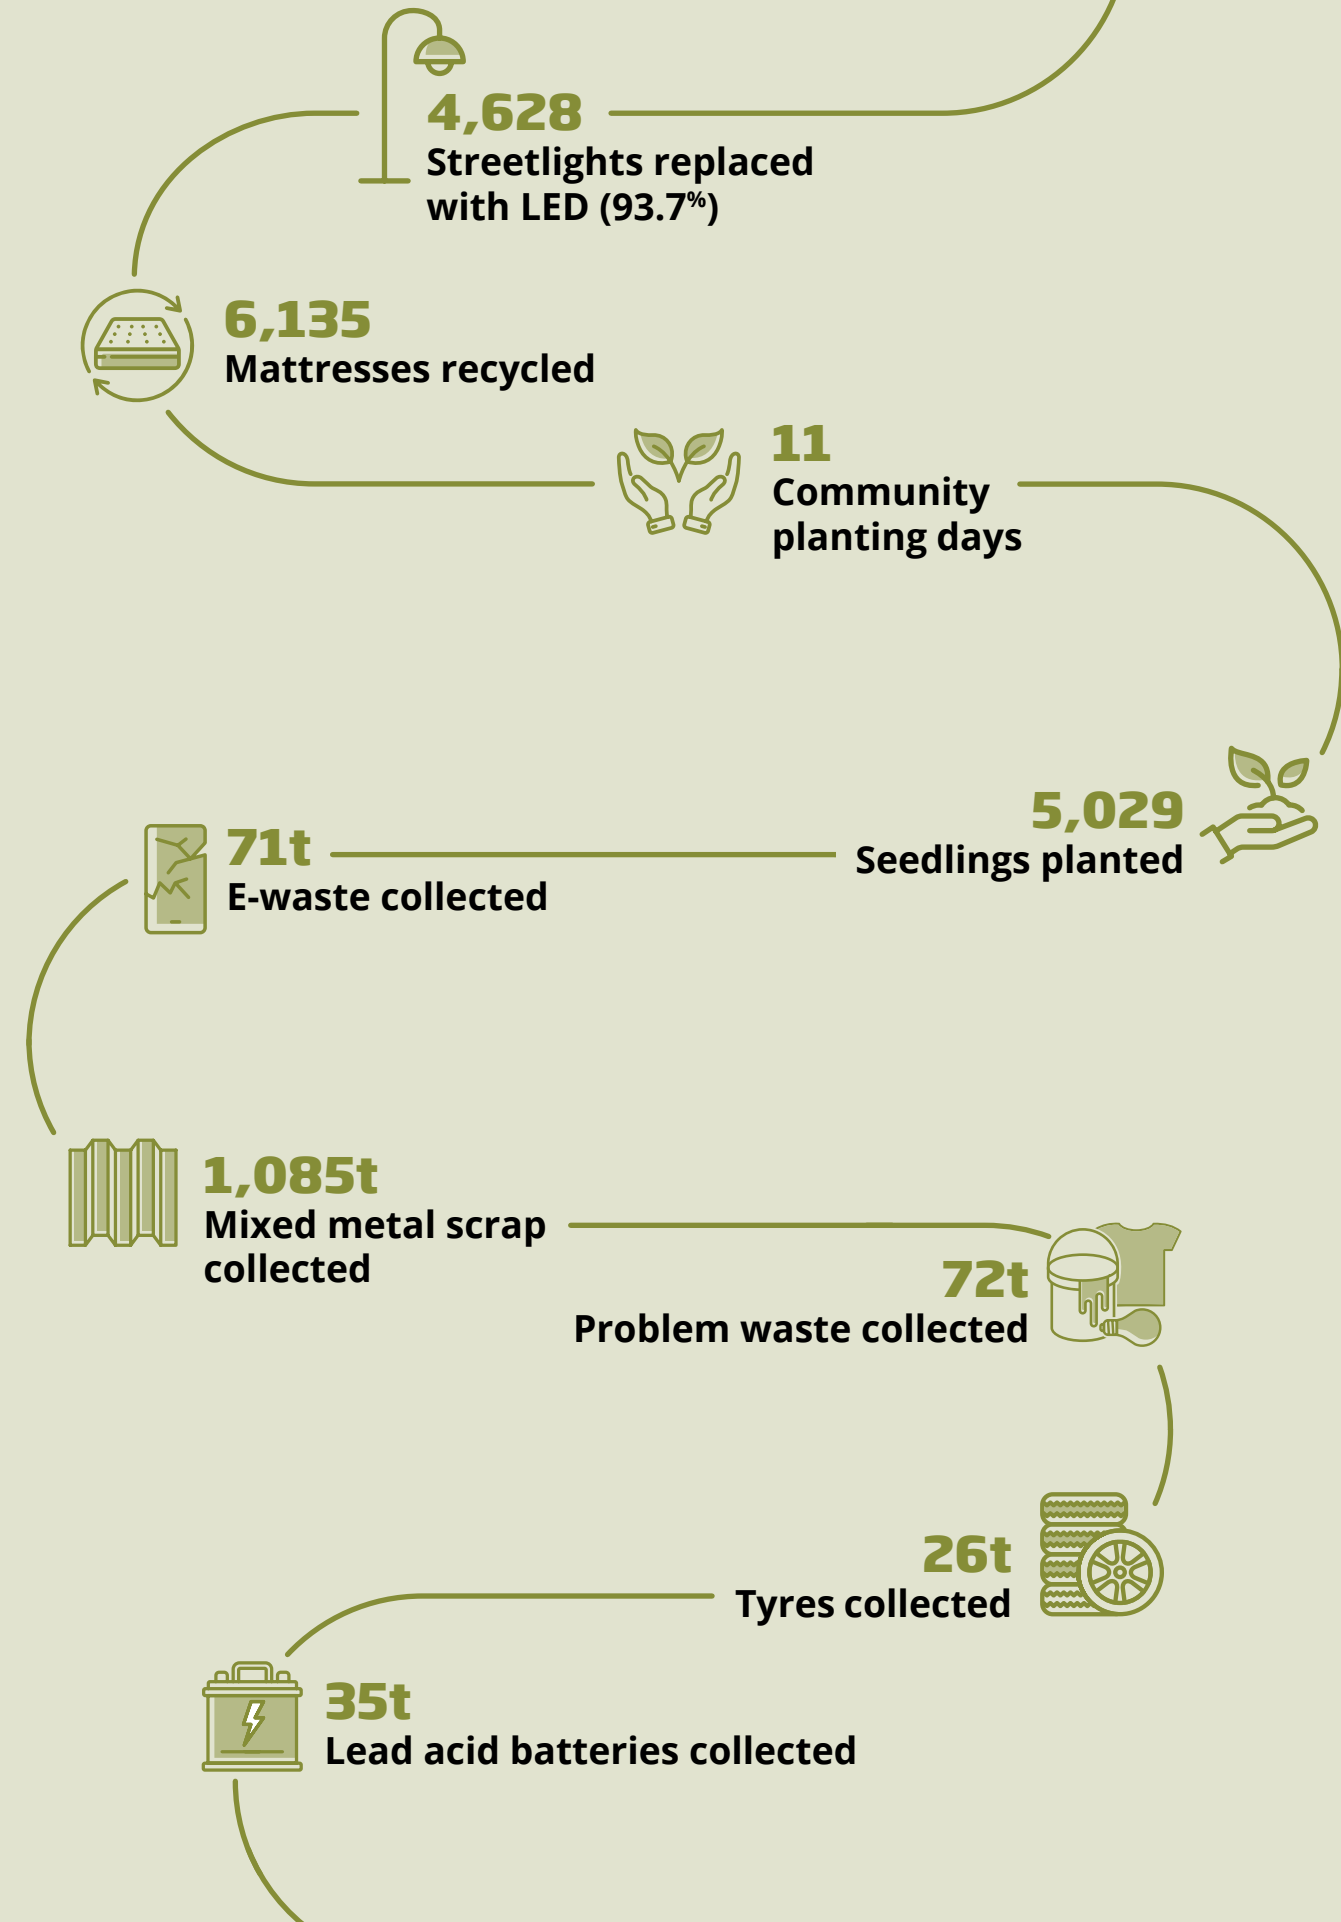 4,628
Streetlights replaced
with LED (93.7%)
6,135
Mattresses recycled
11
Community
planting days
5,029
Seedlings planted
71t
E-waste collected
1,085t
Mixed metal scrap
collected
72t
Problem waste collected
26t
Tyres collected
35t
Lead acid batteries collected